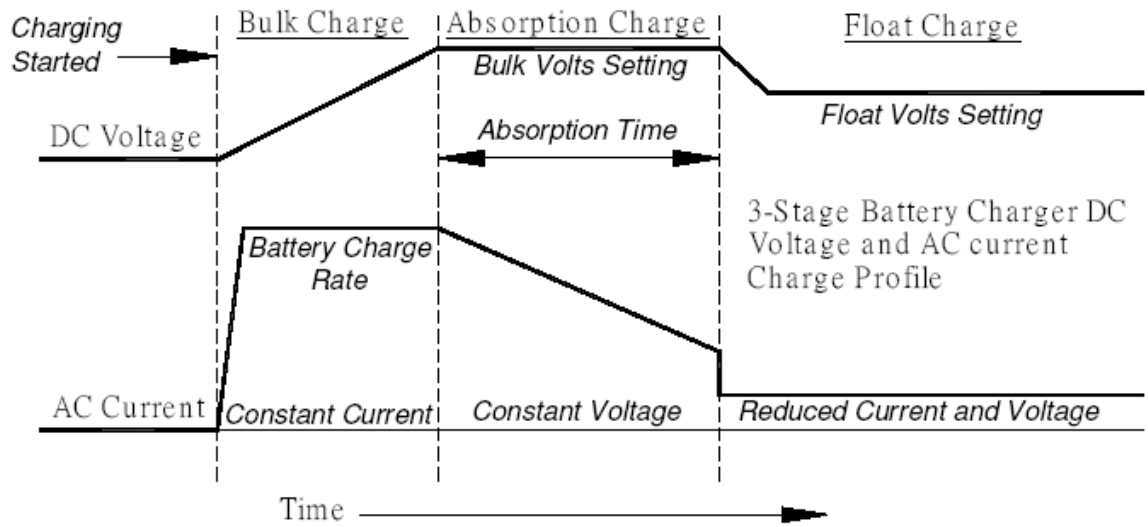 Charging
Started
Bulk Charge
Absorption Charge
Float Charge
Bulk Volts Setting
DC Voltage
Absorption Time
Float Volts Setting
3-Stage Battery Charger DC
Voltage and AC current
Charge Profile
Battery Charge
Rate
AC Current
Constant Current
Constant Voltage
Reduced Current and Voltage
Time